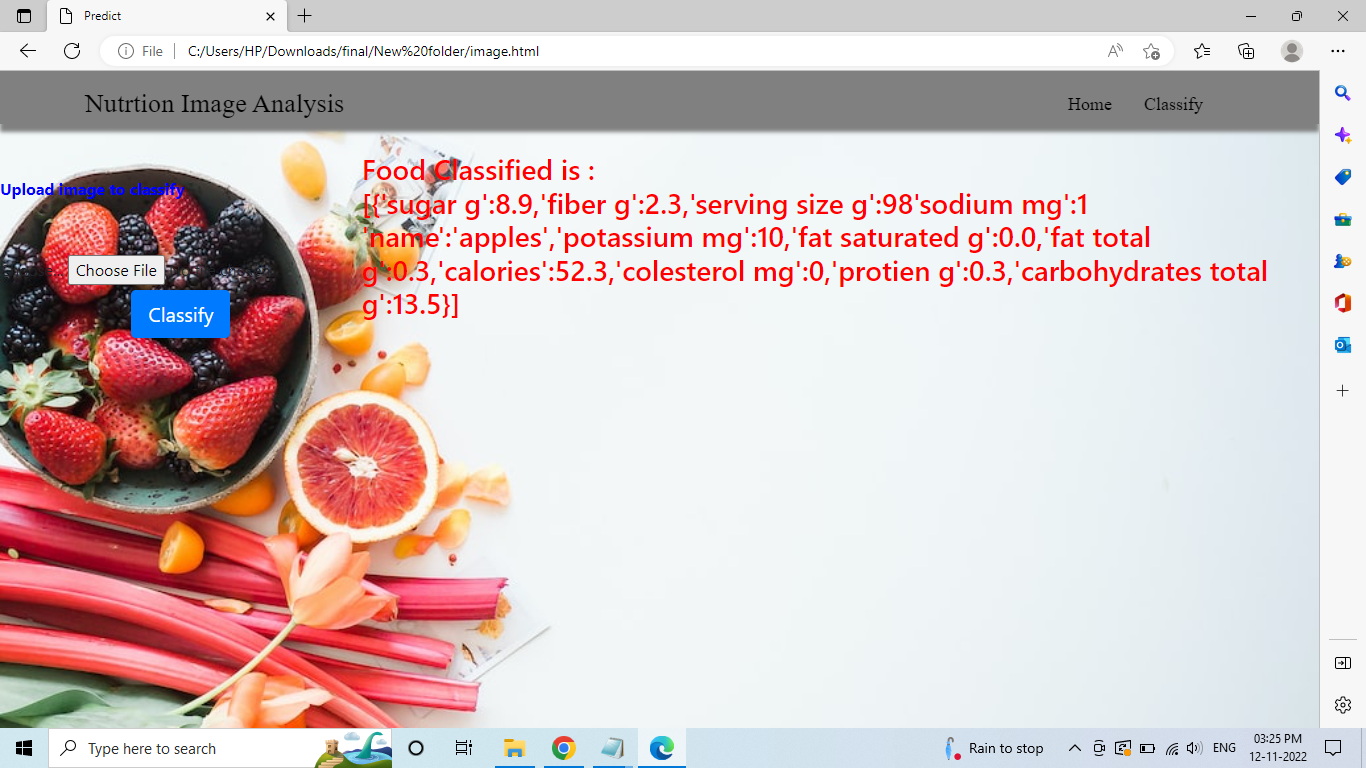 Predict
File
C:/Users/HP/Downloads/final/New%20folder/image.html
Nutrtion Image Analysis
Home
Classify
Food Classified is :
Upload image to classify
[{'sugar g':8.9,'fiber g':2.3,'serving size g':98'sodium mg':1
'name':'apples','potassium mg':10,'fat saturated g':0.0,'fat total
g':0.3,'calories':52.3,'colesterol mg':0,'protien g':0.3,'carbohydrates total
g':13.5}]
Choose File
Classify
Type here to search
Rain to stop
ENG
03:25 PM
12-11-2022